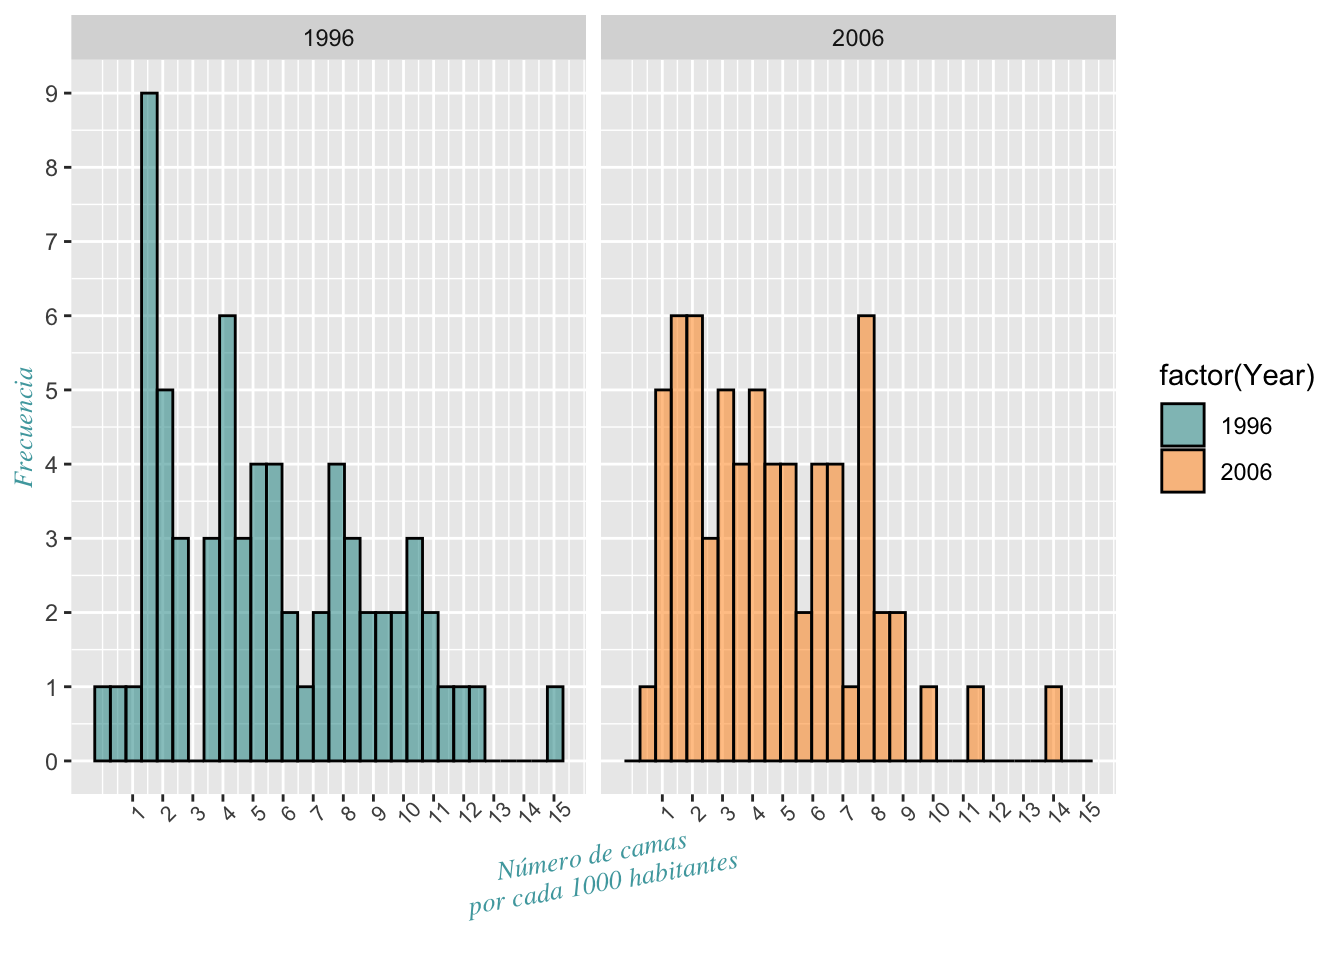 1996
2006
9
8
7
6
5
4
3
2
1
0
Frecuencia
1 2 3 4 5 6 7 8 9 10 11 12 13 14 15
1 2 3 4 5 6 7 8 9 10 11 12 13 14 15
Número de camas
por cada 1000 habitantes
factor(Year)
1996
2006